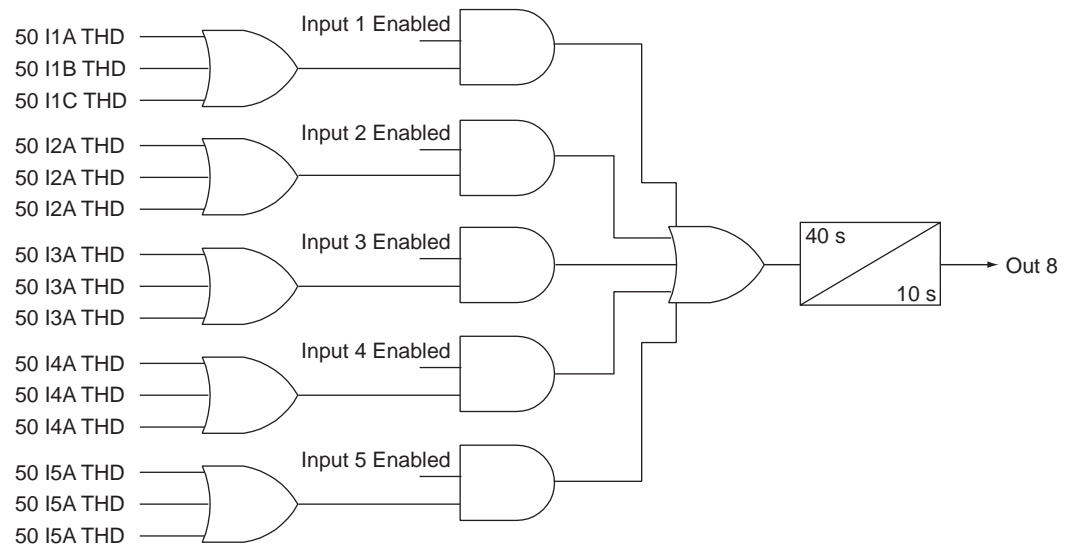 Input 1 Enabled
50 I1A THD
50 I1B THD
50 I1C THD
Input 2 Enabled
50 I2A THD
50 I2A THD
50 I2A THD
Input 3 Enabled
50 I3A THD
50 I3A THD
50 I3A THD
40 s
10 s
Out 8
Input 4 Enabled
50 I4A THD
50 I4A THD
50 I4A THD
Input 5 Enabled
50 I5A THD
50 I5A THD
50 I5A THD